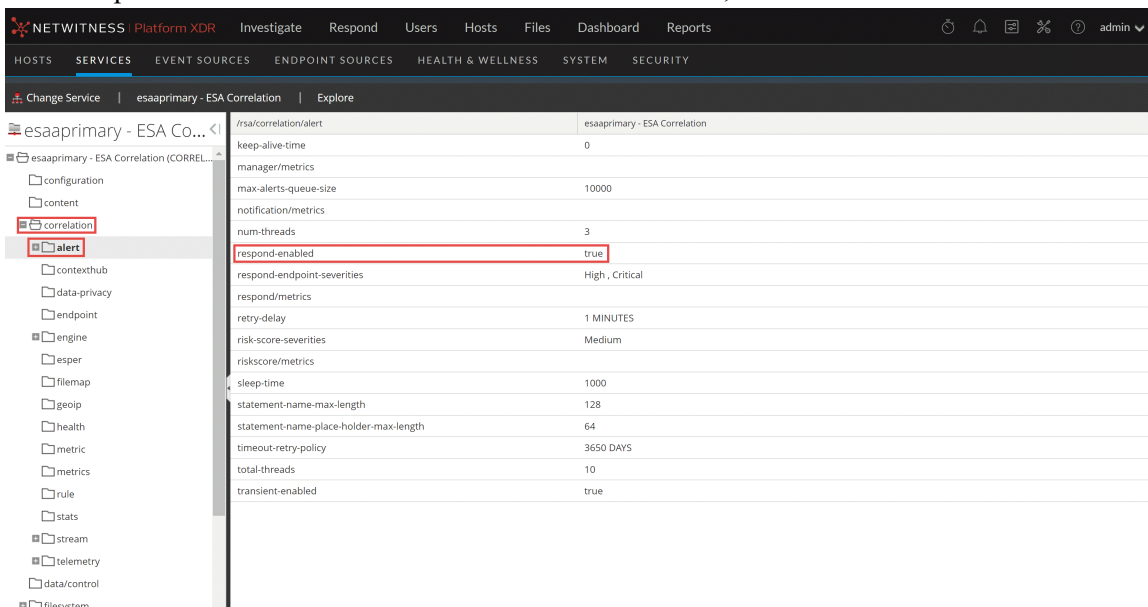 NETWITNESS Platform XDR Investigate Respond Users Hosts Files Dashboard Reports admin
HOSTS SERVICES EVENT SOURCES ENDPOINT SOURCES HEALTH & WELLNESS SYSTEM SECURITY
Change Service | esaaprimary - ESA Correlation | Explore
esaaprimary - ESA Co...
esaaprimary - ESA Correlation (CORREL...
configuration
content
correlation
alert
contexthub
data-privacy
endpoint
engine
esper
filemap
geoip
health
metric
metrics
rule
stats
stream
telemetry
data/control
filesystem
/rsa/correlation/alert esaaprimary - ESA Correlation
keep-alive-time 0
manager/metrics
max-alerts-queue-size 10000
notification/metrics
num-threads 3
respond-enabled true
respond-endpoint-severities High , Critical
respond/metrics
retry-delay 1 MINUTES
risk-score-severities Medium
riskscore/metrics
sleep-time 1000
statement-name-max-length 128
statement-name-place-holder-max-length 64
timeout-retry-policy 3650 DAYS
total-threads 10
transient-enabled true